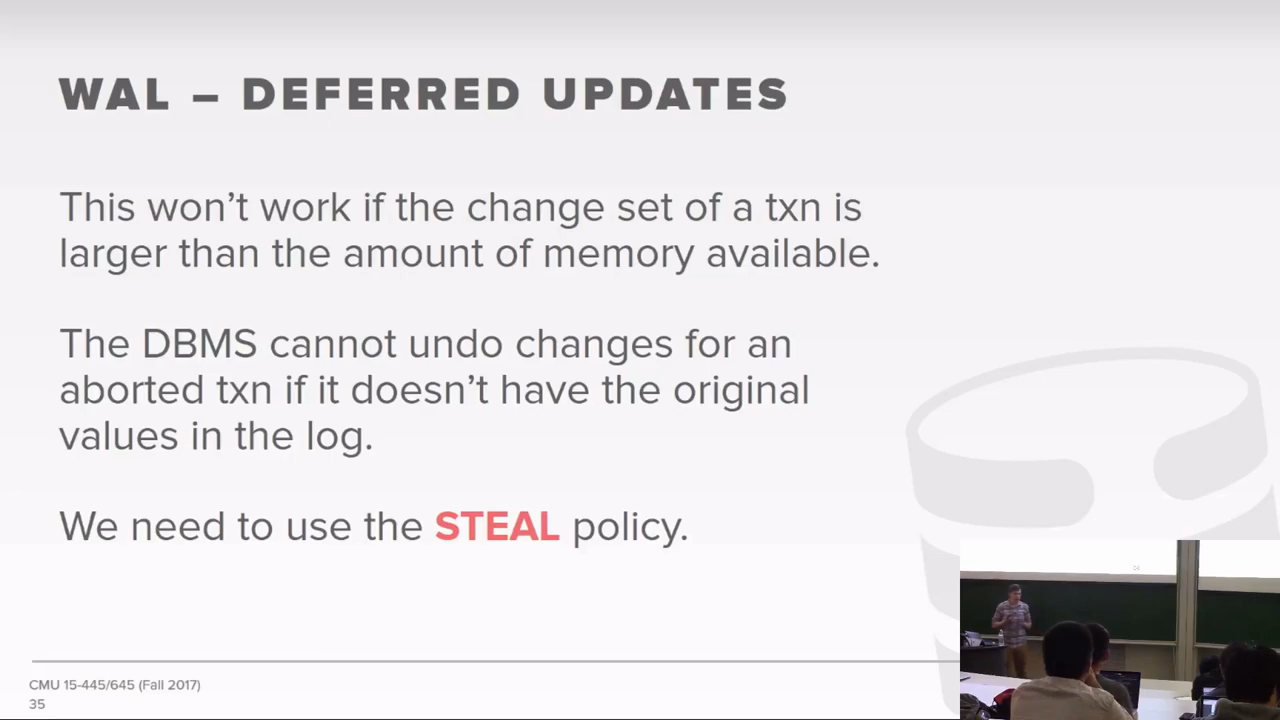 WAL – DEFERRED UPDATES
This won’t work if the change set of a txn is
larger than the amount of memory available.
The DBMS cannot undo changes for an
aborted txn if it doesn’t have the original
values in the log.
We need to use the STEAL policy.
CMU 15-445/645 (Fall 2017)
35